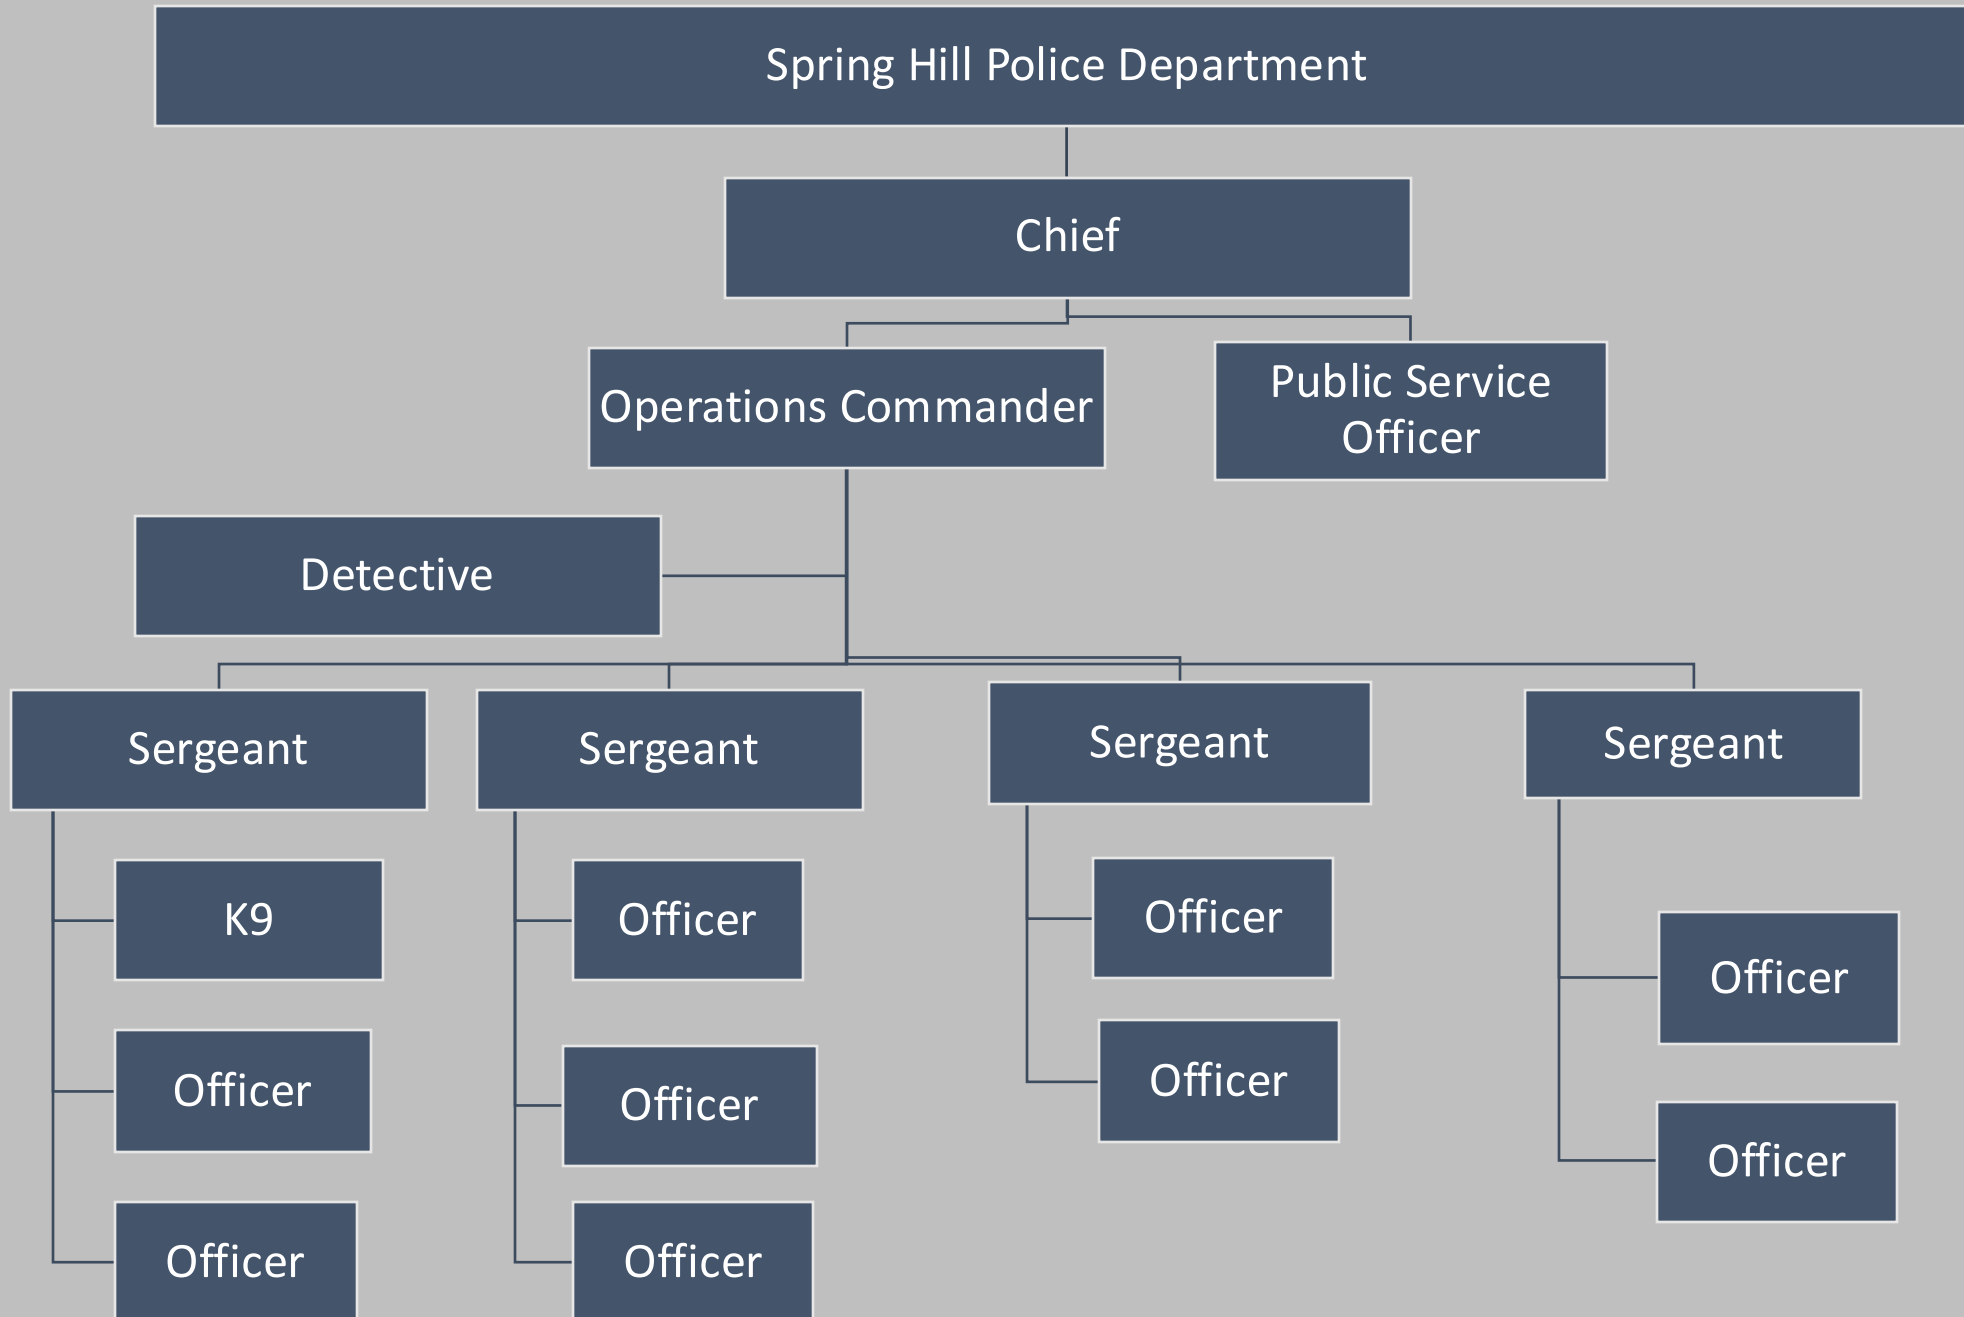 Spring Hill Police Department
Chief
Operations Commander
Public Service
Officer
Detective
Sergeant
Sergeant
Sergeant
Sergeant
K9
Officer
Officer
Officer
Officer
Officer
Officer
Officer
Officer
Officer